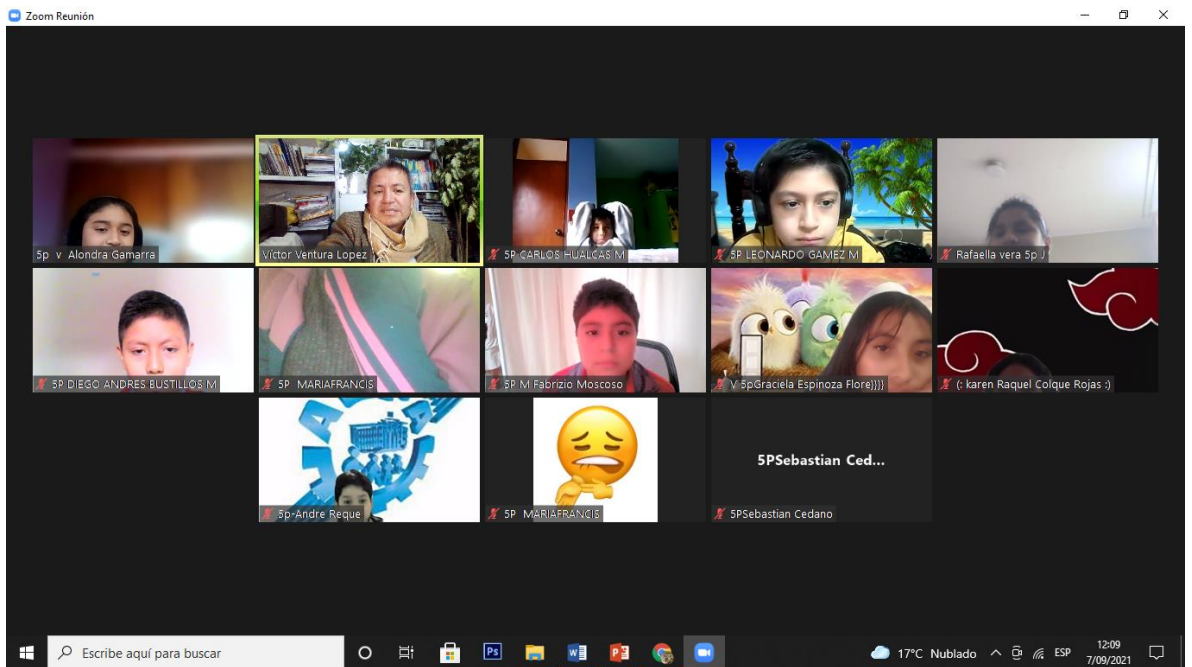 Zoom Reunión
5p v Alondra Gamarra
Víctor Ventura Lopez
5P CARLOS HUALCAS M
5P LEONARDO GAMEZ M
Rafaella vera 5p J
5P DIEGO ANDRES BUSTILLOS M
5P MARIAFRANCIS
5P M Fabrizio Moscoso
V 5pGraciela Espinoza Flore))))
(: karen Raquel Colque Rojas :)
5p-Andre Reque
5P MARIAFRANCIS
5PSebastian Ced...
5PSebastian Cedano
Escribe aquí para buscar
17°C Nublado
ESP
12:09
7/09/2021